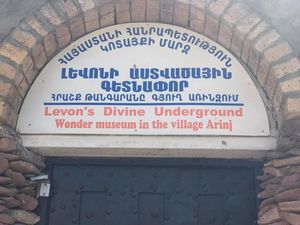 ՀԱՅԱՍՏԱՆԻ ՀԱՆՐԱՊԵՏՈՒԹՅՈՒՆ
ԿՈՏԱՅՔԻ ՄԱՐԶ
ԼԵՎՈՆԻ ԱՍՏՎԱԾԱՅԻՆ
ԳԵՏՆԱՓՈՐ
ՀՐԱՇՔ ԹԱՆԳԱՐԱՆԸ ԳՅՈՒՂ ԱՌԻՆՋՈՒՄ
Levon's Divine Underground
Wonder museum in the village Arinj